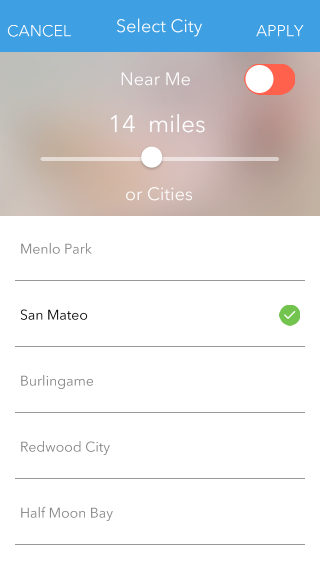 CANCEL Select City APPLY
Near Me
14 miles
or Cities
Menlo Park
San Mateo
Burlingame
Redwood City
Half Moon Bay